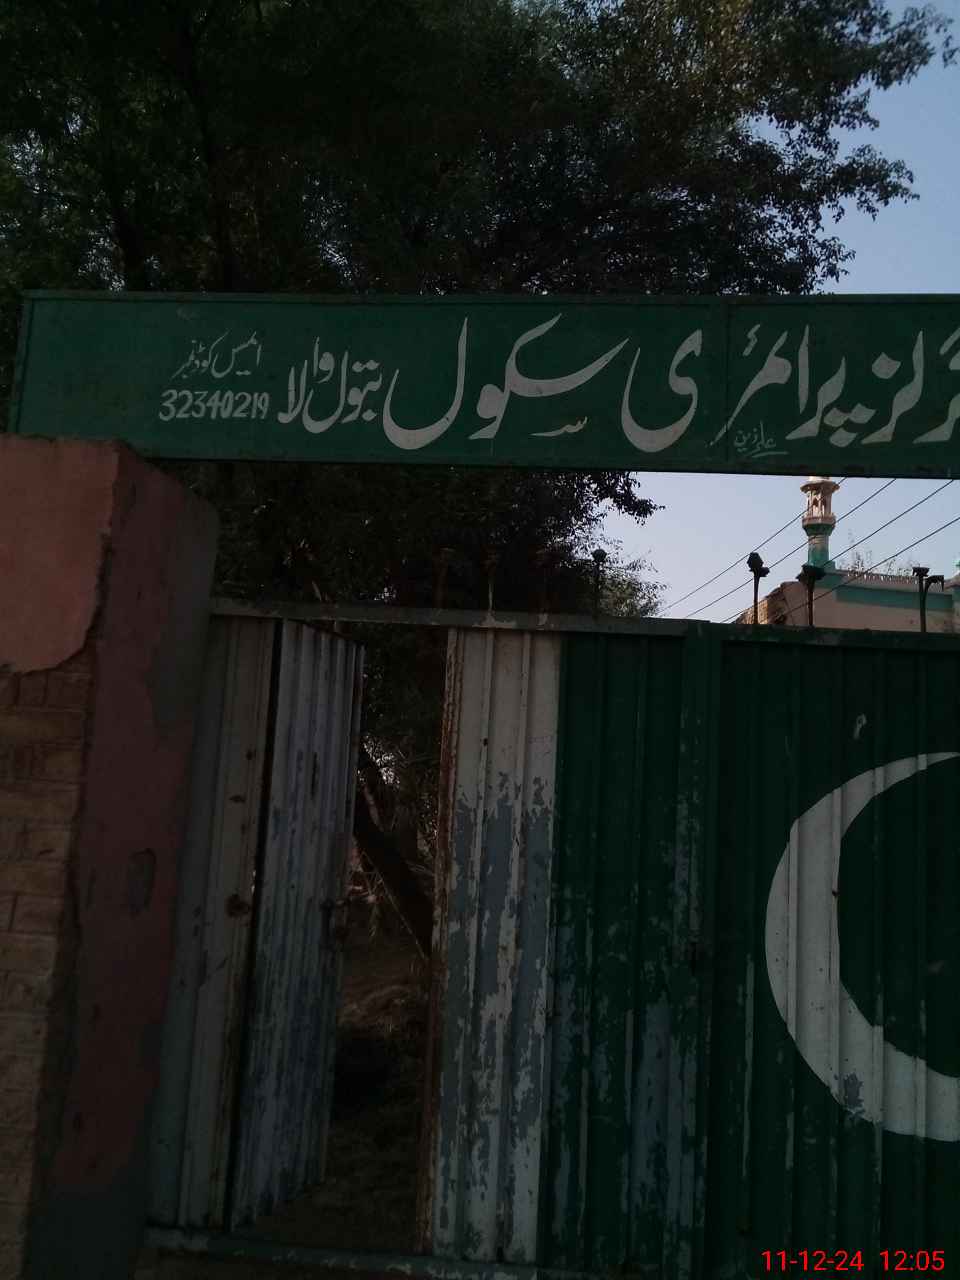 گرلز پرائمری سکول بتول والا
ایمس کوڈ نمبر
32340219
11-12-24 12:05